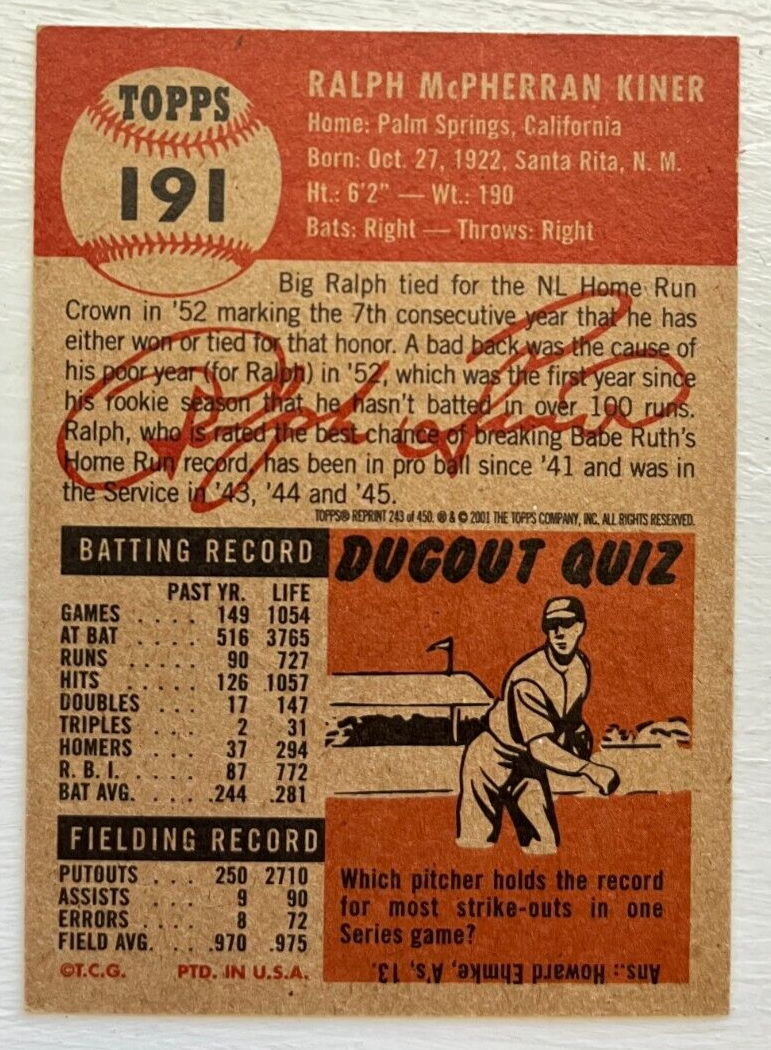 TOPPS
191
RALPH McPHERRAN KINER
Home: Palm Springs, California
Born: Oct. 27, 1922, Santa Rita, N. M.
Ht.: 6'2" — Wt.: 190
Bats: Right — Throws: Right
Big Ralph tied for the NL Home Run
Crown in '52 marking the 7th consecutive year that he has
either won or tied for that honor. A bad back was the cause of
his poor year (for Ralph) in '52, which was the first year since
his rookie season that he hasn't batted in over 100 runs.
Ralph, who is rated the best chance of breaking Babe Ruth's
Home Run record, has been in pro ball since '41 and was in
the Service in '43, '44 and '45.
Ralph Kiner
TOPPS® REPRINT 243 of 450. ® & © 2001 THE TOPPS COMPANY, INC. ALL RIGHTS RESERVED.
BATTING RECORD
PAST YR. LIFE
GAMES . . . . 149 1054
AT BAT . . . . 516 3765
RUNS . . . . . 90 727
HITS . . . . . 126 1057
DOUBLES . . . 17 147
TRIPLES . . . 2 31
HOMERS . . . 37 294
R. B. I. . . . . 87 772
BAT AVG. . . . .244 .281
FIELDING RECORD
PUTOUTS . . . 250 2710
ASSISTS . . . 9 90
ERRORS . . . 8 72
FIELD AVG. . . .970 .975
©T.C.G. PTD. IN U.S.A.
DUGOUT QUIZ
Which pitcher holds the record
for most strike-outs in one
Series game?
Ans.: Howard Ehmke, A's, 13.